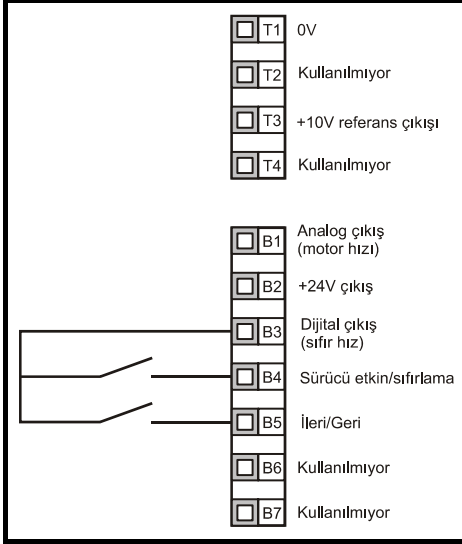 T1 0V
T2 Kullanılmıyor
T3 +10V referans çıkışı
T4 Kullanılmıyor
B1 Analog çıkış
(motor hızı)
B2 +24V çıkış
B3 Dijital çıkış
(sıfır hız)
B4 Sürücü etkin/sıfırlama
B5 İleri/Geri
B6 Kullanılmıyor
B7 Kullanılmıyor